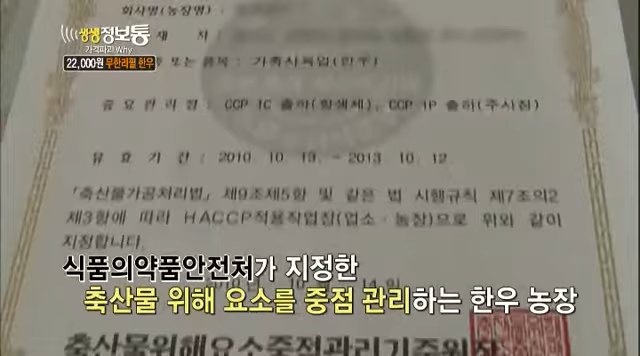 회사명(농장명) :
생생정보통
가격파괴 Why
재 지 :
22,000원 무한리필 한우
또는 품목 : 가축사육업(한우)
중요관리점 : CCP 1C 출하(항생제), CCP 1P 출하(주사침)
유 효 기 간 : 2010. 10. 13. - 2013. 10. 12.
「축산물가공처리법」 제9조제5항 및 같은 법 시행규칙 제7조의2
제3항에 따라 HACCP적용작업장(업소·농장)으로 위와 같이
지정합니다.
식품의약품안전처가 지정한
축산물 위해 요소를 중점 관리하는 한우 농장
축산물위해요소중점관리기준원장